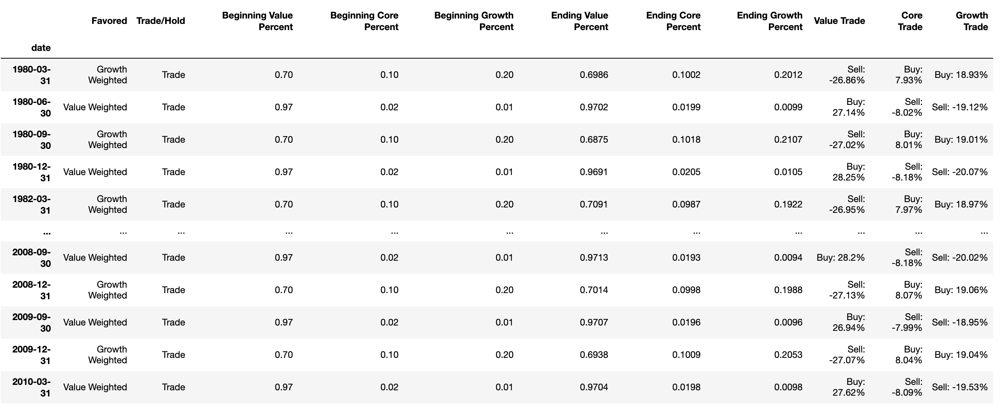 Favored Trade/Hold Beginning Value Percent Beginning Core Percent Beginning Growth Percent Ending Value Percent Ending Core Percent Ending Growth Percent Value Trade Core Trade Growth Trade
date
1980-03-31 Growth Weighted Trade 0.70 0.10 0.20 0.6986 0.1002 0.2012 Sell: -26.86% Buy: 7.93% Buy: 18.93%
1980-06-30 Value Weighted Trade 0.97 0.02 0.01 0.9702 0.0199 0.0099 Buy: 27.14% Sell: -8.02% Sell: -19.12%
1980-09-30 Growth Weighted Trade 0.70 0.10 0.20 0.6875 0.1018 0.2107 Sell: -27.02% Buy: 8.01% Buy: 19.01%
1980-12-31 Value Weighted Trade 0.97 0.02 0.01 0.9691 0.0205 0.0105 Buy: 28.25% Sell: -8.18% Sell: -20.07%
1982-03-31 Growth Weighted Trade 0.70 0.10 0.20 0.7091 0.0987 0.1922 Sell: -26.95% Buy: 7.97% Buy: 18.97%
... ... ... ... ... ... ... ... ... ... ... ...
2008-09-30 Value Weighted Trade 0.97 0.02 0.01 0.9713 0.0193 0.0094 Buy: 28.2% Sell: -8.18% Sell: -20.02%
2008-12-31 Growth Weighted Trade 0.70 0.10 0.20 0.7014 0.0998 0.1988 Sell: -27.13% Buy: 8.07% Buy: 19.06%
2009-09-30 Value Weighted Trade 0.97 0.02 0.01 0.9707 0.0196 0.0096 Buy: 26.94% Sell: -7.99% Sell: -18.95%
2009-12-31 Growth Weighted Trade 0.70 0.10 0.20 0.6938 0.1009 0.2053 Sell: -27.07% Buy: 8.04% Buy: 19.04%
2010-03-31 Value Weighted Trade 0.97 0.02 0.01 0.9704 0.0198 0.0098 Buy: 27.62% Sell: -8.09% Sell: -19.53%